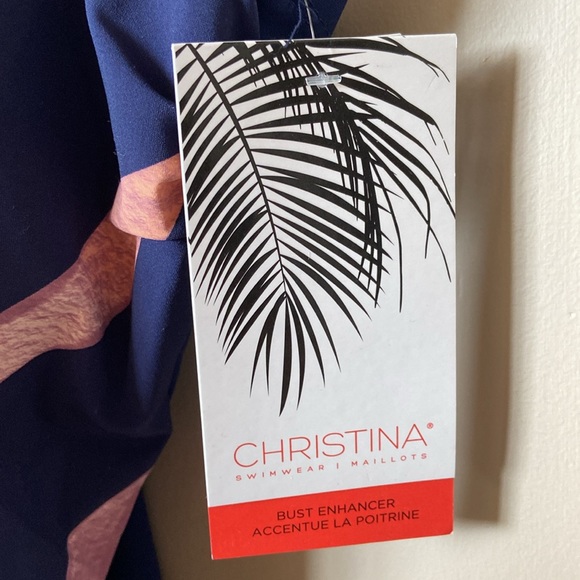 CHRISTINA®
SWIMWEAR | MAILLOTS
BUST ENHANCER
ACCENTUE LA POITRINE